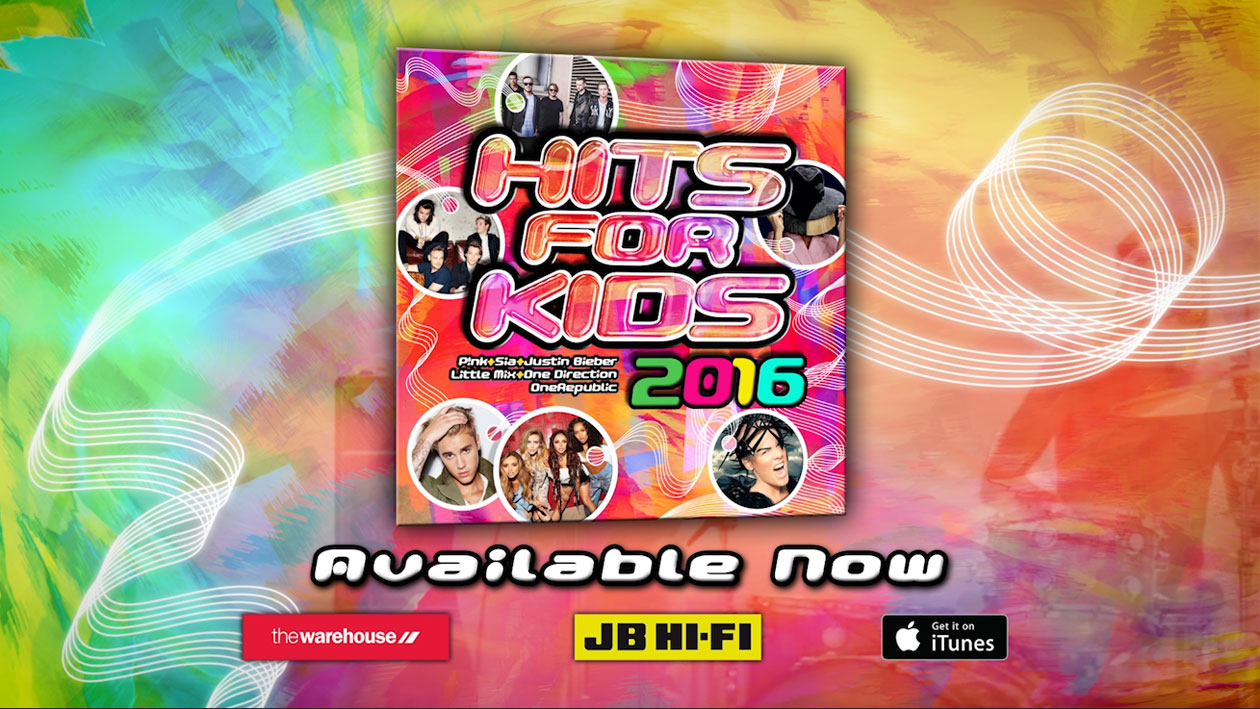 HITS
FOR
KIDS
P!nk+Sia+Justin Bieber
Little Mix+One Direction
OneRepublic
2016
Available Now
thewarehouse
JB HI-FI
Get it on
iTunes